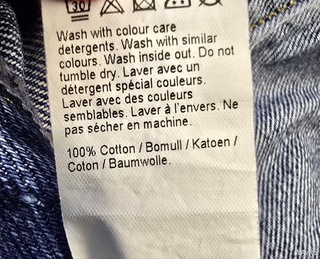 30
Wash with colour care
detergents. Wash with similar
colours. Wash inside out. Do not
tumble dry. Laver avec un
détergent spécial couleurs.
Laver avec des couleurs
semblables. Laver à l'envers. Ne
pas sécher en machine.
100% Cotton / Bomull / Katoen /
Coton / Baumwolle.